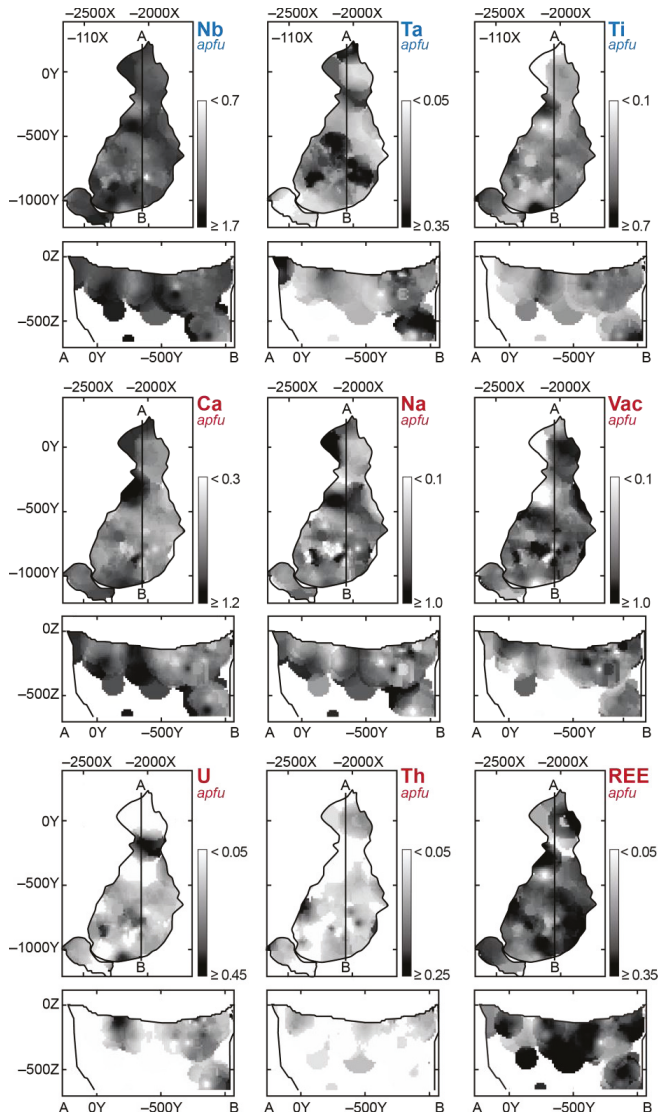 −2500X −2000X −2500X −2000X −2500X −2000X
−110X A Nb −110X A Ta −110X A Ti
apfu apfu apfu
0Y
< 0.7 < 0.05 < 0.1
−500Y
−1000Y
B ≥ 1.7 B ≥ 0.35 B ≥ 0.7
0Z
−500Z
A 0Y −500Y B A 0Y −500Y B A 0Y −500Y B
−2500X −2000X −2500X −2000X −2500X −2000X
A Ca A Na A Vac
apfu apfu apfu
0Y
< 0.3 < 0.1 < 0.1
−500Y
−1000Y
B ≥ 1.2 B ≥ 1.0 B ≥ 1.0
0Z
−500Z
A 0Y −500Y B A 0Y −500Y B A 0Y −500Y B
−2500X −2000X −2500X −2000X −2500X −2000X
A U A Th A REE
apfu apfu apfu
0Y
< 0.05 < 0.05 < 0.05
−500Y
−1000Y
B ≥ 0.45 B ≥ 0.25 B ≥ 0.35
0Z
−500Z
A 0Y −500Y B A 0Y −500Y B A 0Y −500Y B